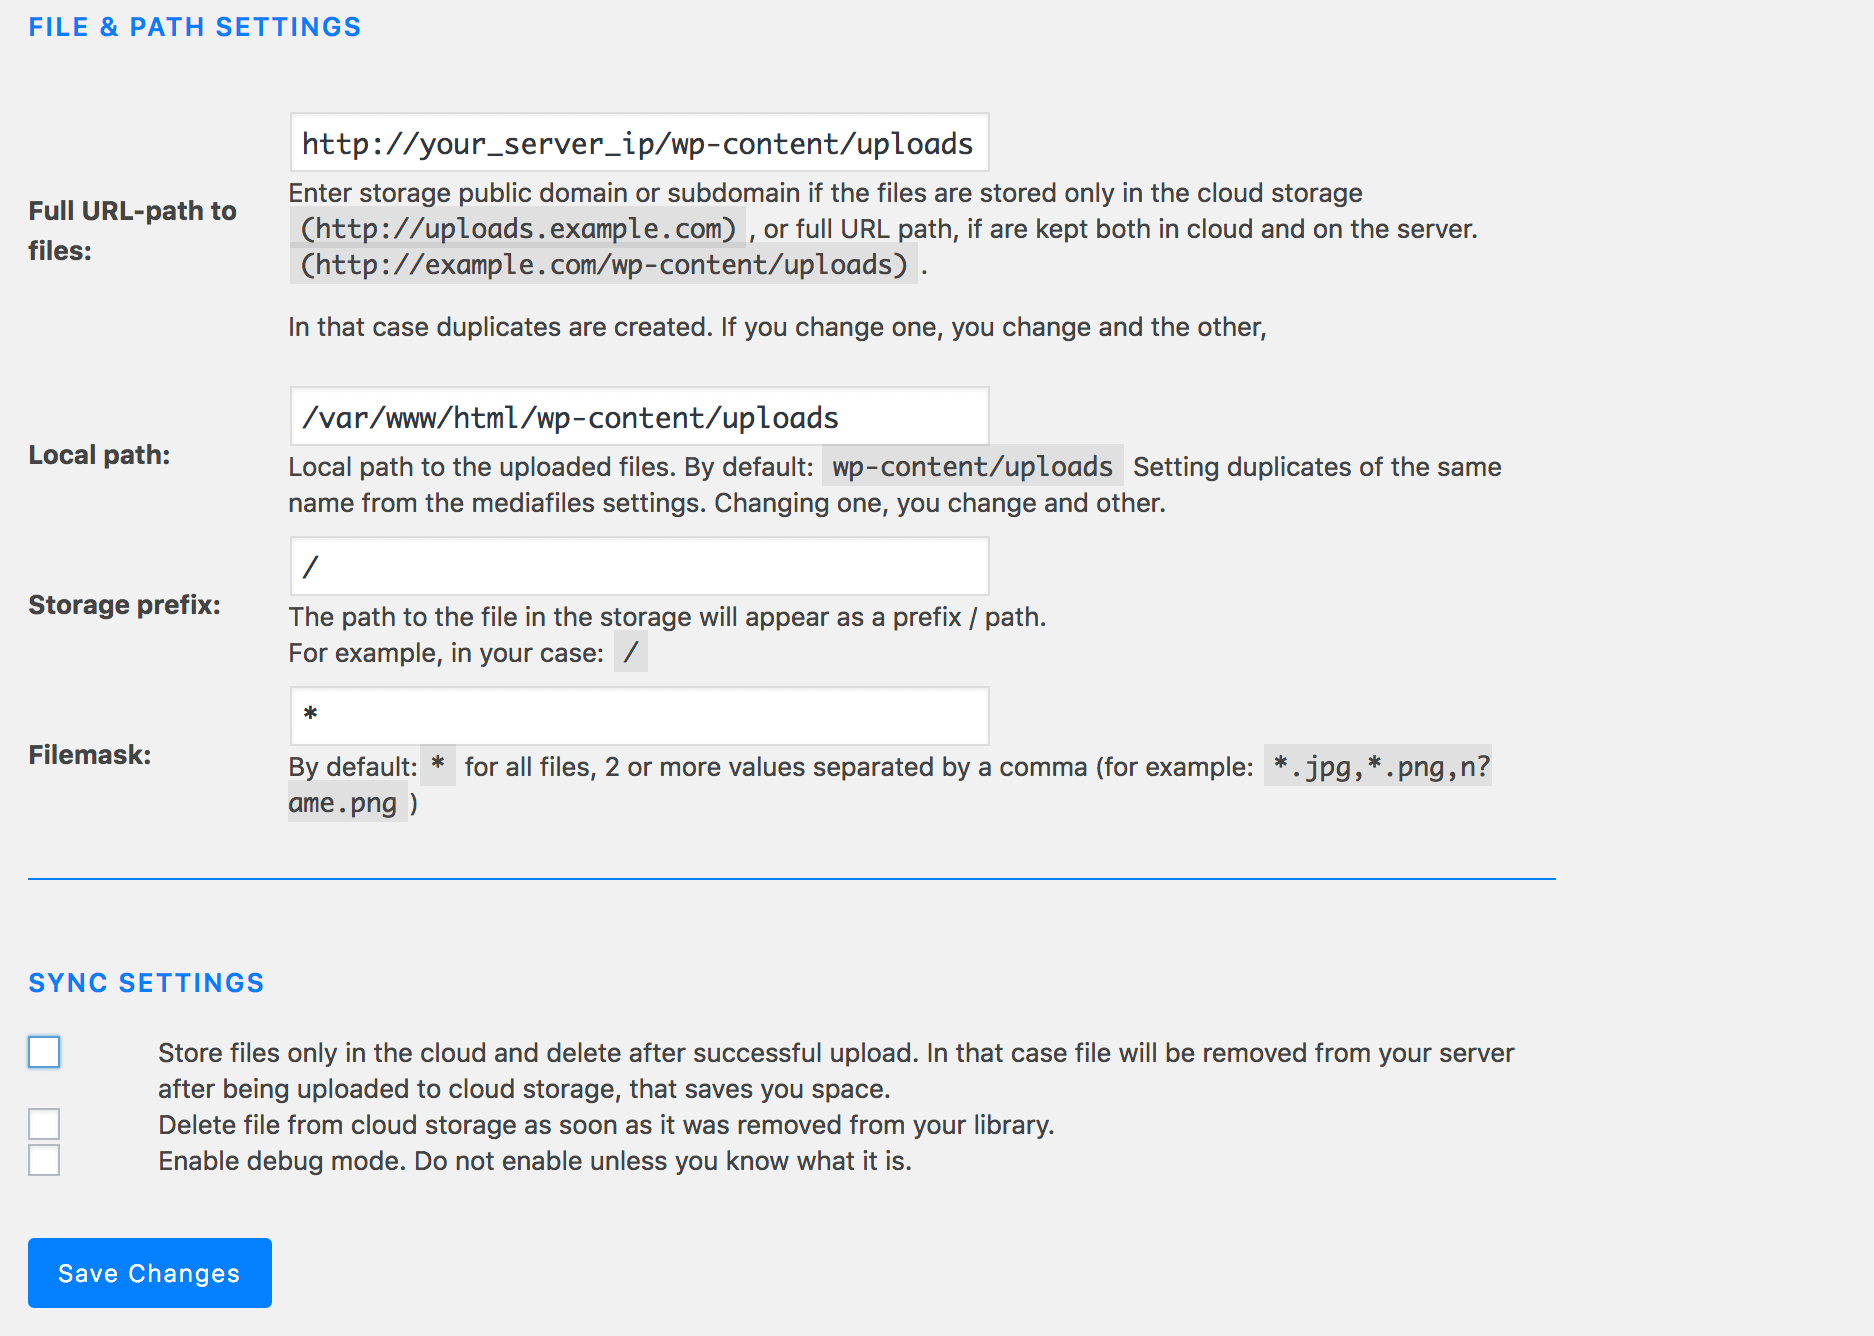 FILE & PATH SETTINGS
http://your_server_ip/wp-content/uploads
Full URL-path to
files:
Enter storage public domain or subdomain if the files are stored only in the cloud storage
(http://uploads.example.com) , or full URL path, if are kept both in cloud and on the server.
(http://example.com/wp-content/uploads) .
In that case duplicates are created. If you change one, you change and the other,
/var/www/html/wp-content/uploads
Local path:
Local path to the uploaded files. By default: wp-content/uploads Setting duplicates of the same
name from the mediafiles settings. Changing one, you change and other.
/
Storage prefix:
The path to the file in the storage will appear as a prefix / path.
For example, in your case: /
*
Filemask:
By default: * for all files, 2 or more values separated by a comma (for example: *.jpg,*.png,n?
ame.png )
SYNC SETTINGS
Store files only in the cloud and delete after successful upload. In that case file will be removed from your server
after being uploaded to cloud storage, that saves you space.
Delete file from cloud storage as soon as it was removed from your library.
Enable debug mode. Do not enable unless you know what it is.
Save Changes